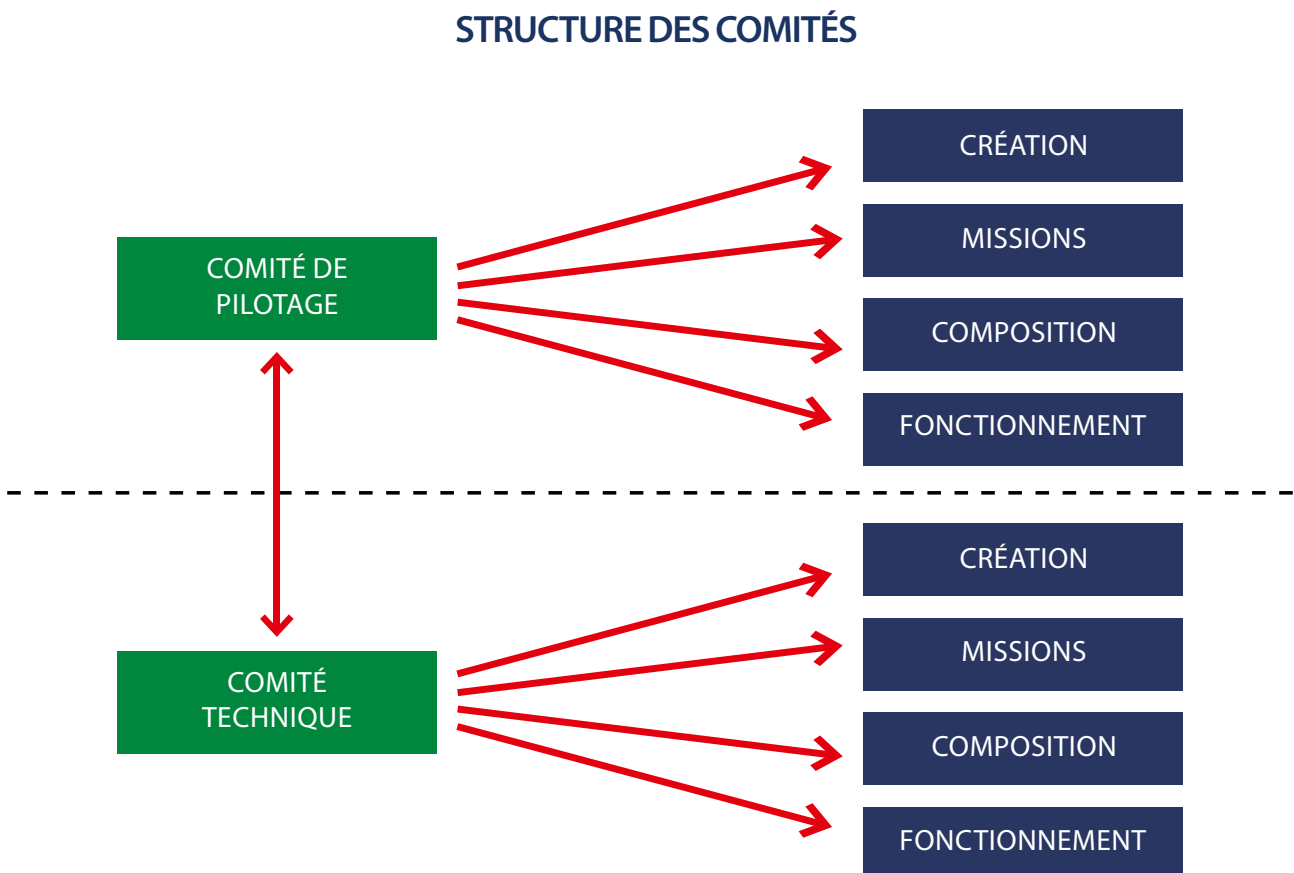 STRUCTURE DES COMITÉS
COMITÉ DE
PILOTAGE
CRÉATION
MISSIONS
COMPOSITION
FONCTIONNEMENT
COMITÉ
TECHNIQUE
CRÉATION
MISSIONS
COMPOSITION
FONCTIONNEMENT